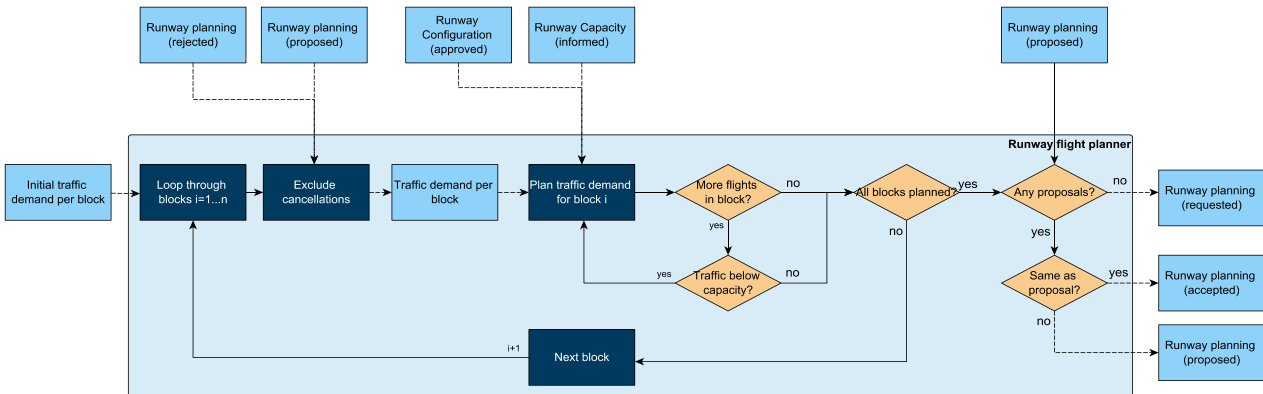 Runway planning
(rejected)
Runway planning
(proposed)
Runway
Configuration
(approved)
Runway Capacity
(informed)
Runway planning
(proposed)
Runway flight planner
Initial traffic
demand per block
Loop through
blocks i=1...n
Exclude
cancellations
Traffic demand per
block
Plan traffic demand
for block i
More flights
in block?
no
All blocks planned?
yes
Any proposals?
no
Runway planning
(requested)
yes
no
yes
Traffic below
capacity?
yes
no
Same as
proposal?
yes
Runway planning
(accepted)
no
Next block
i+1
Runway planning
(proposed)